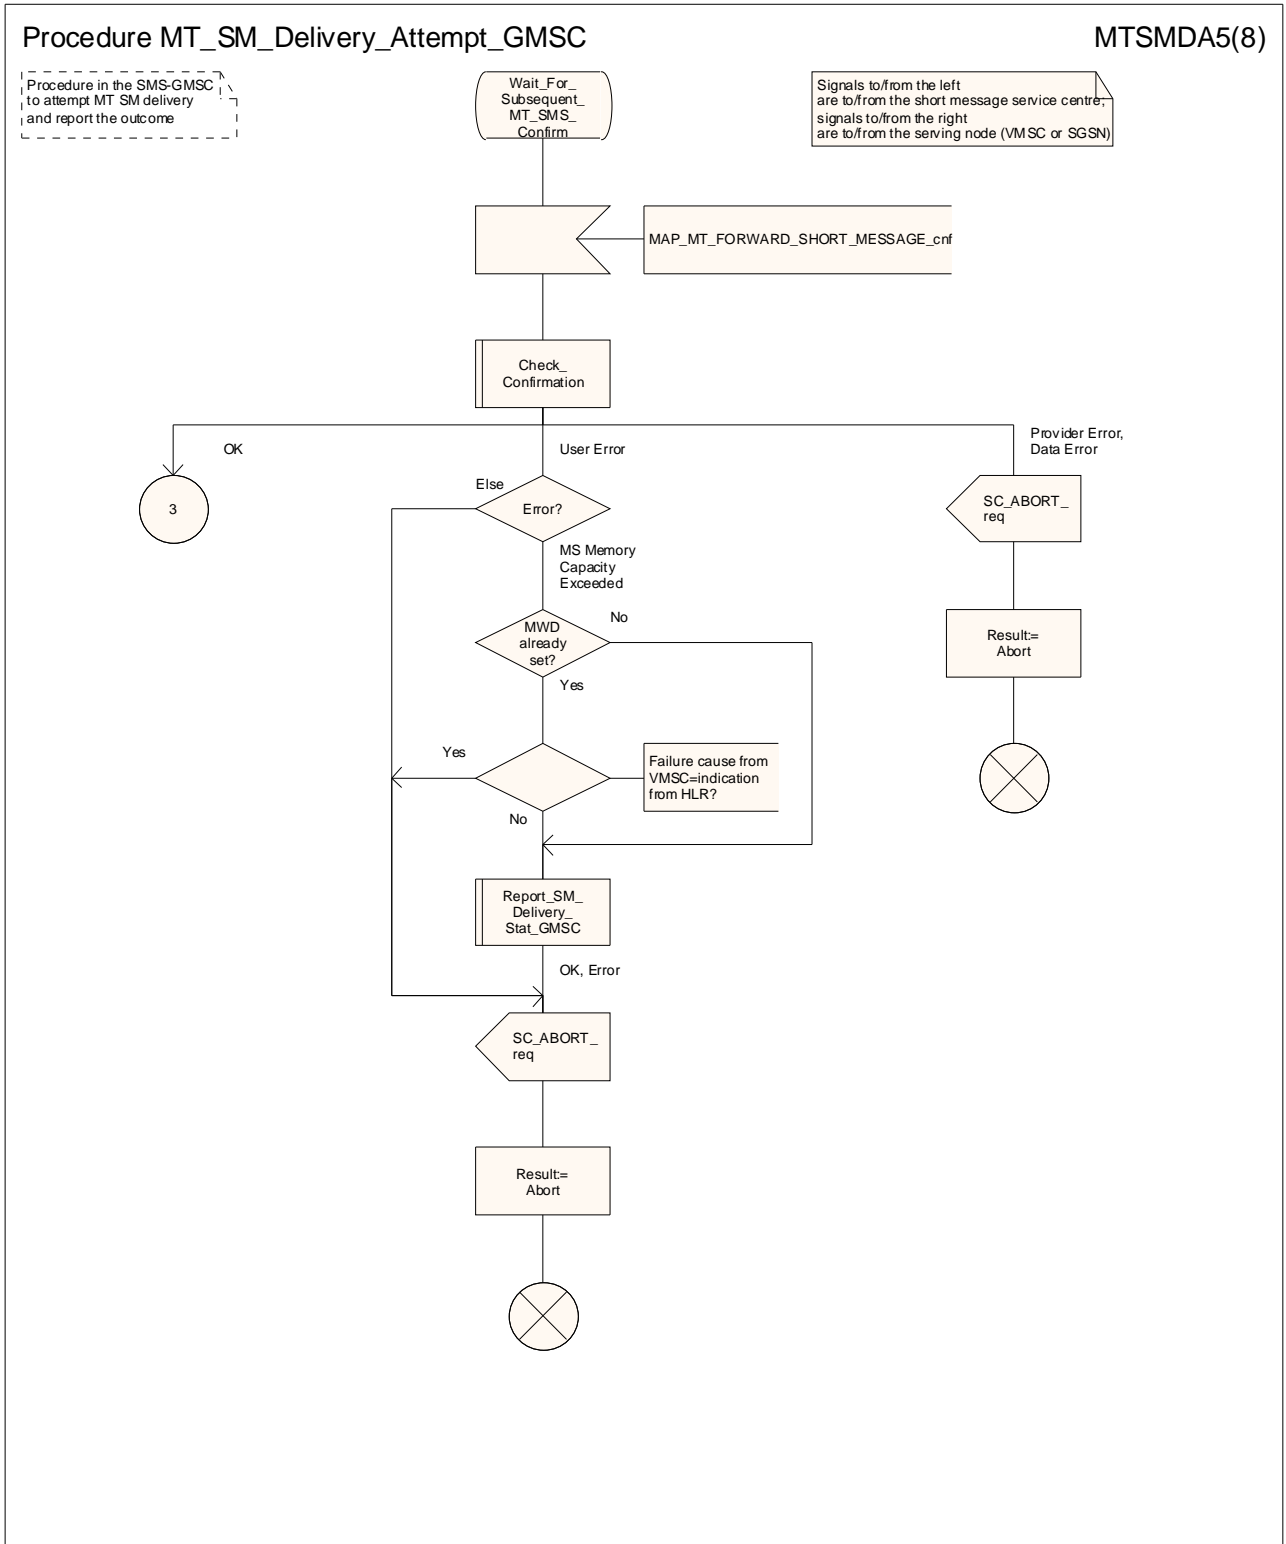 Procedure MT_SM_Delivery_Attempt_GMSC
MTSMDA5(8)
Procedure in the SMS-GMSC
to attempt MT SM delivery
and report the outcome
Wait_For_
Subsequent_
MT_SMS_
Confirm
Signals to/from the left
are to/from the short message service centre;
signals to/from the right
are to/from the serving node (VMSC or SGSN)
MAP_MT_FORWARD_SHORT_MESSAGE_cnf
Check_
Confirmation
OK
User Error
Provider Error,
Data Error
3
Else
Error?
SC_ABORT_
req
MS Memory
Capacity
Exceeded
MWD
already
set?
No
Yes
Result:=
Abort
Yes
Failure cause from
VMSC=indication
from HLR?
No
Report_SM_
Delivery_
Stat_GMSC
OK, Error
SC_ABORT_
req
Result:=
Abort